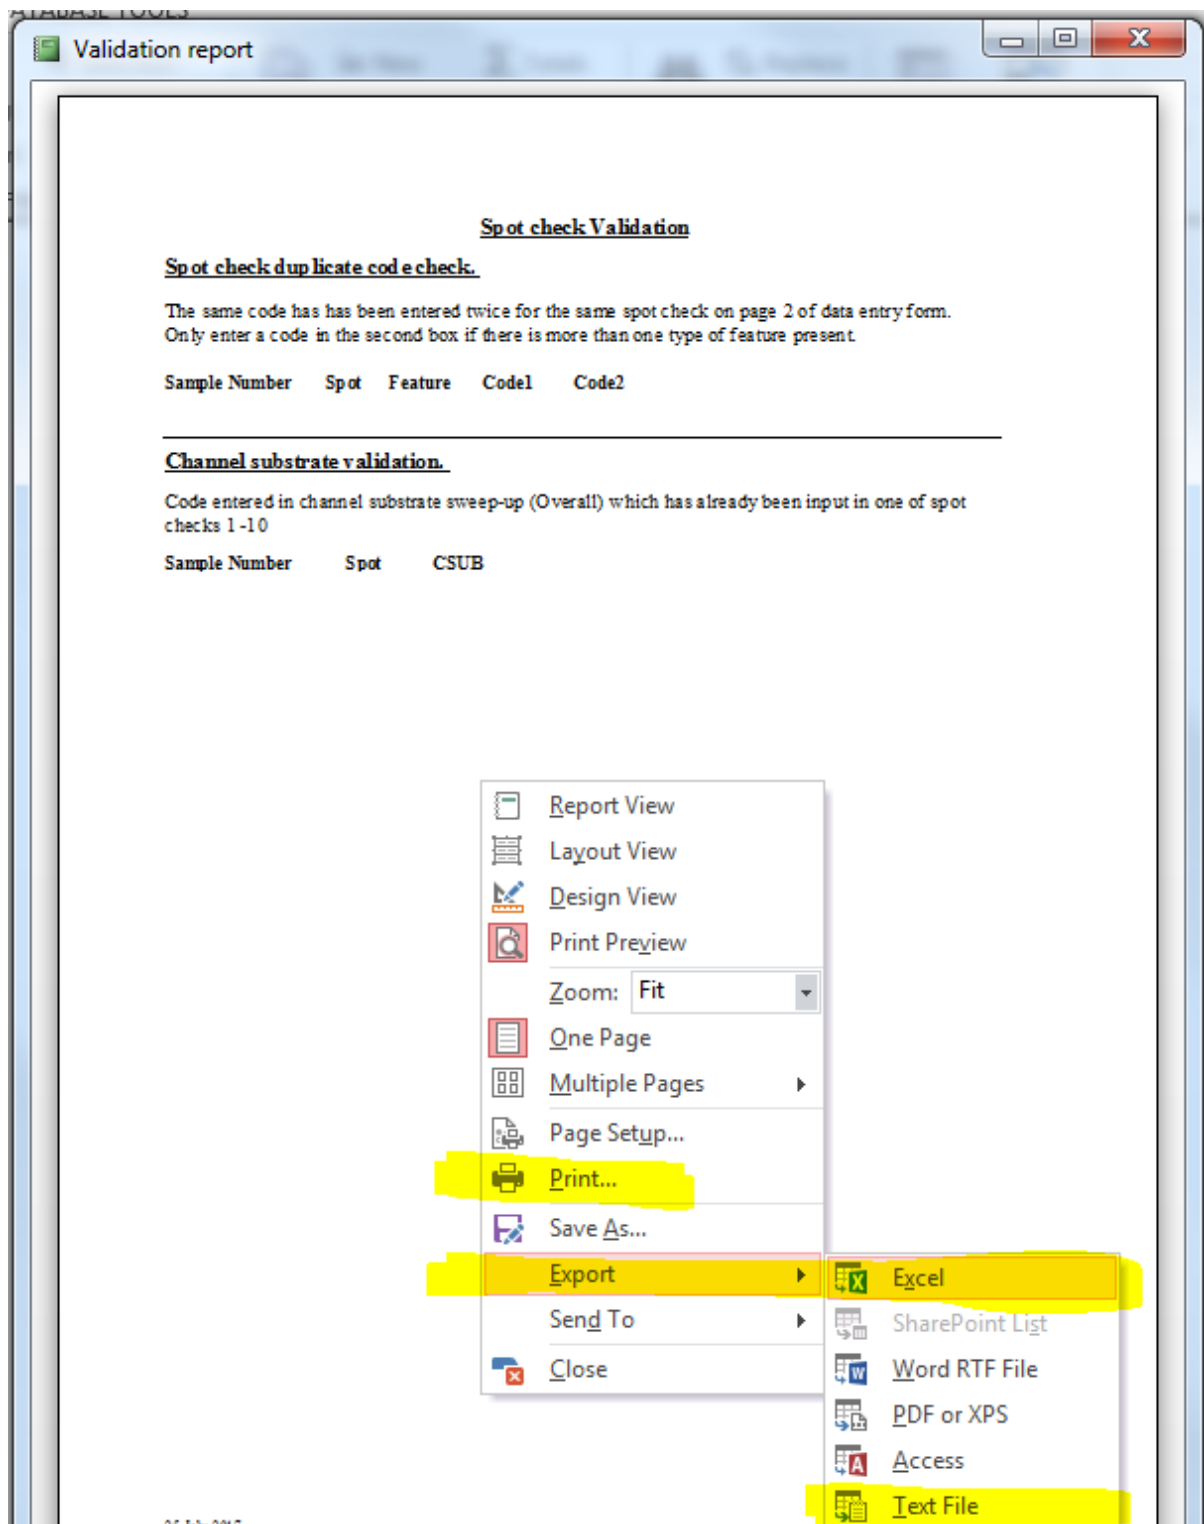 DATABASE TOOLS
Validation report
Spot check Validation
Spot check duplicate code check.
The same code has has been entered twice for the same spot check on page 2 of data entry form.
Only enter a code in the second box if there is more than one type of feature present.
Sample Number Spot Feature Code1 Code2
Channel substrate validation.
Code entered in channel substrate sweep-up (Overall) which has already been input in one of spot
checks 1-10
Sample Number Spot CSUB
Report View
Layout View
Design View
Print Preview
Zoom: Fit
One Page
Multiple Pages
Page Setup...
Print...
Save As...
Export
Send To
Close
Excel
SharePoint List
Word RTF File
PDF or XPS
Access
Text File